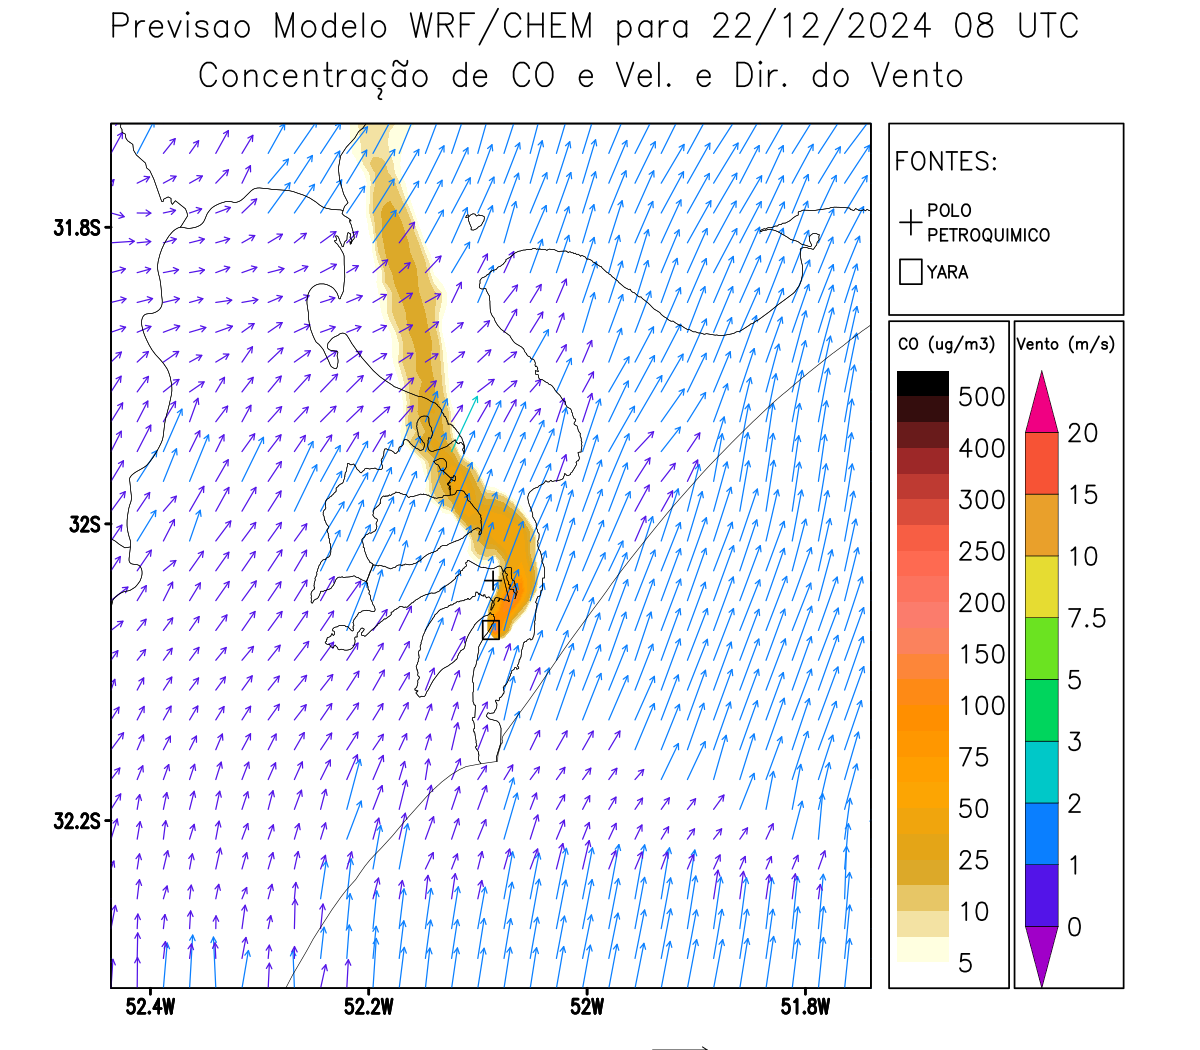 Previsao Modelo WRF/CHEM para 22/12/2024 08 UTC
Concentração de CO e Vel. e Dir. do Vento
FONTES:
POLO
PETROQUIMICO
YARA
31.8S
32S
32.2S
52.4W
52.2W
52W
51.8W
CO (ug/m3)
500
400
300
250
200
150
100
75
50
25
10
5
Vento (m/s)
20
15
10
7.5
5
3
2
1
0